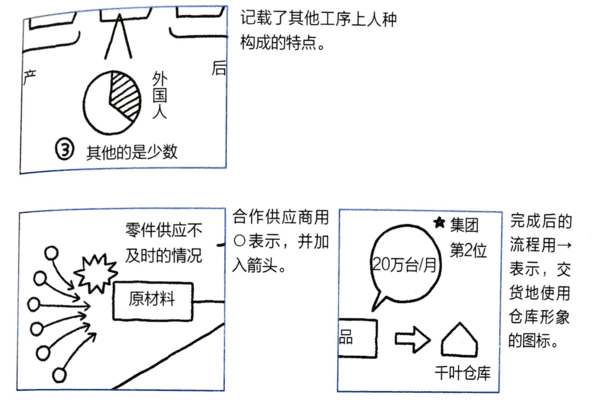 记载了其他工序上人种
构成的特点。
产
后
外
国
人
③ 其他的是少数
零件供应不
及时的情况
原材料
合作供应商用
○表示，并加
入箭头。
★集团
第2位
20万台/月
品
千叶仓库
完成后的
流程用→
表示，交
货地使用
仓库形象
的图标。